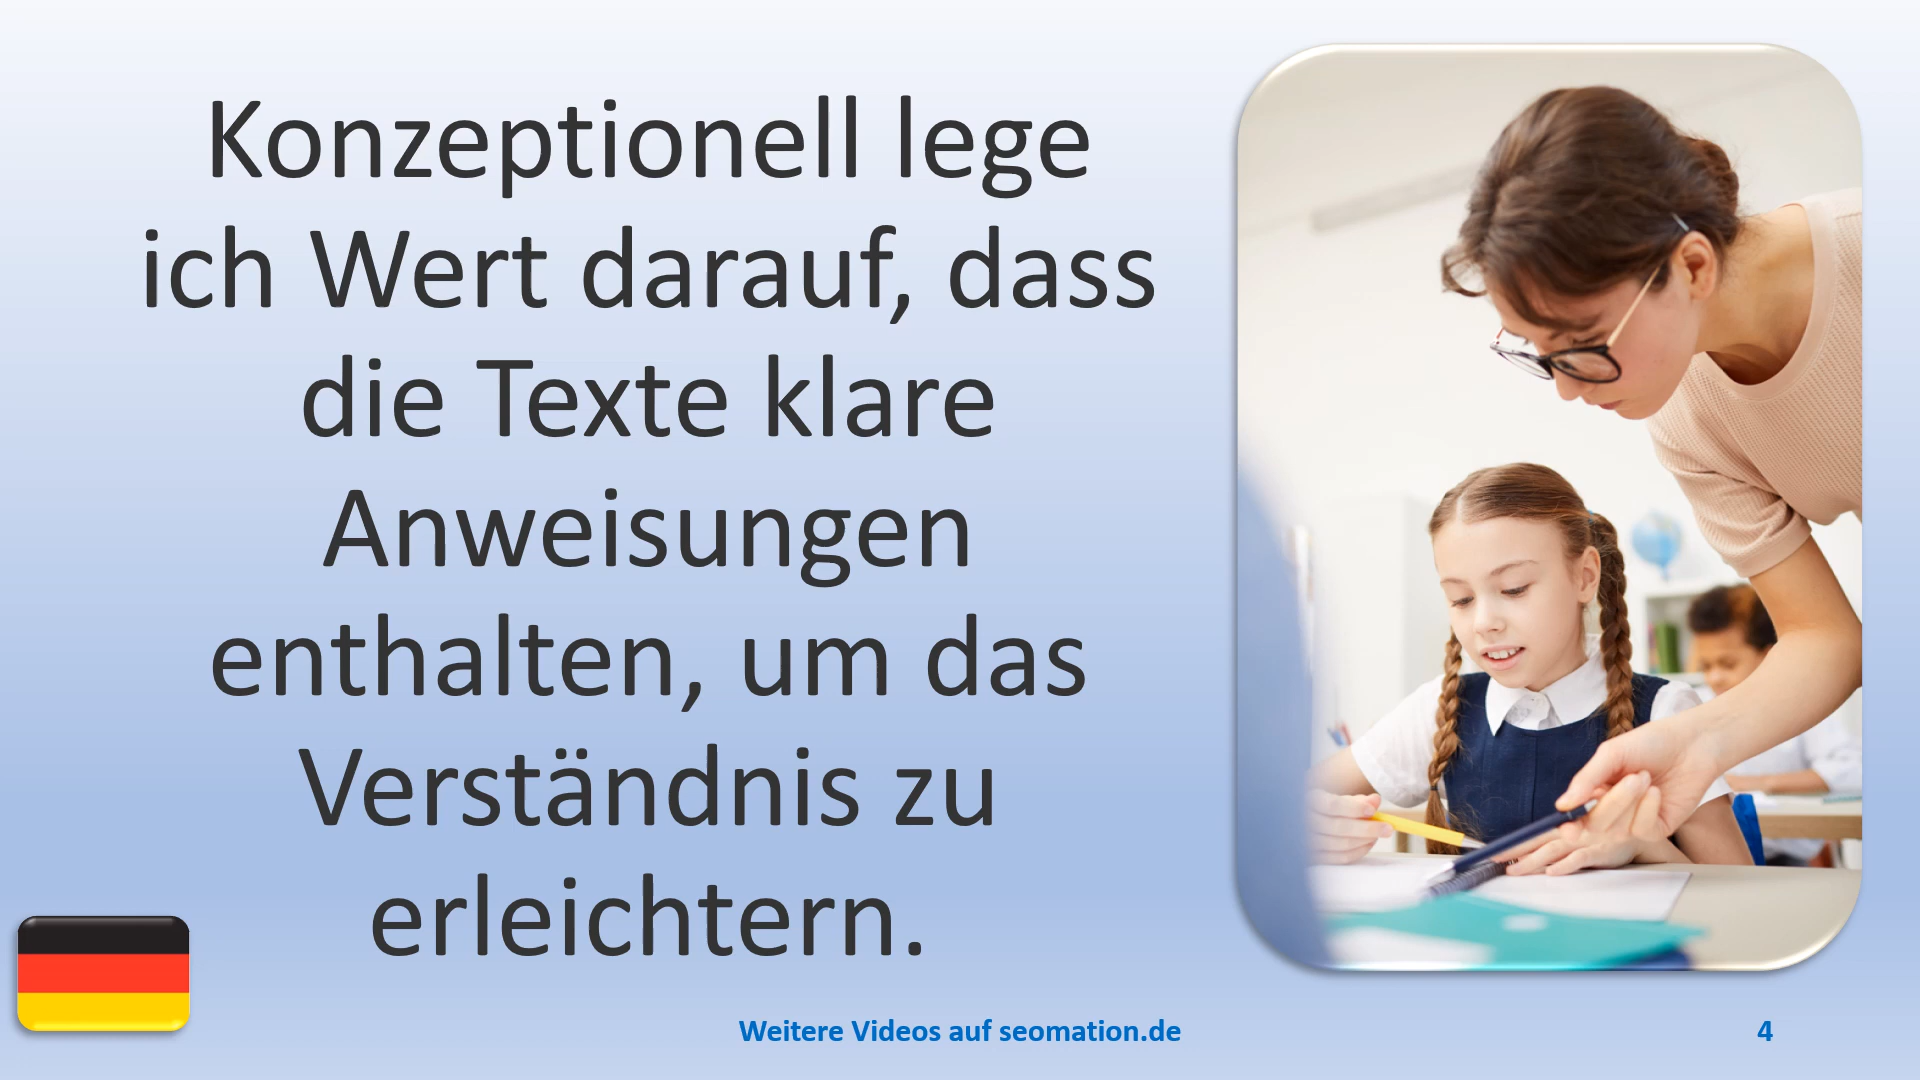 Konzeptionell lege
ich Wert darauf, dass
die Texte klare
Anweisungen
enthalten, um das
Verständnis zu
erleichtern.
Weitere Videos auf seomation.de
4